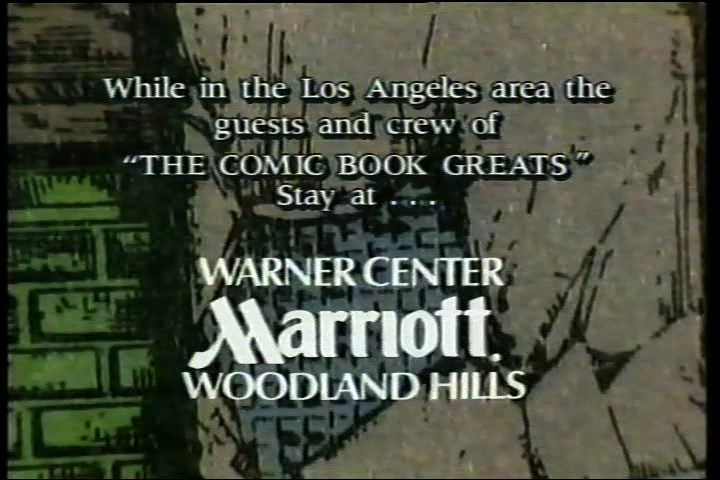 While in the Los Angeles area the
guests and crew of
“THE COMIC BOOK GREATS”
Stay at . . .
WARNER CENTER
Marriott.
WOODLAND HILLS